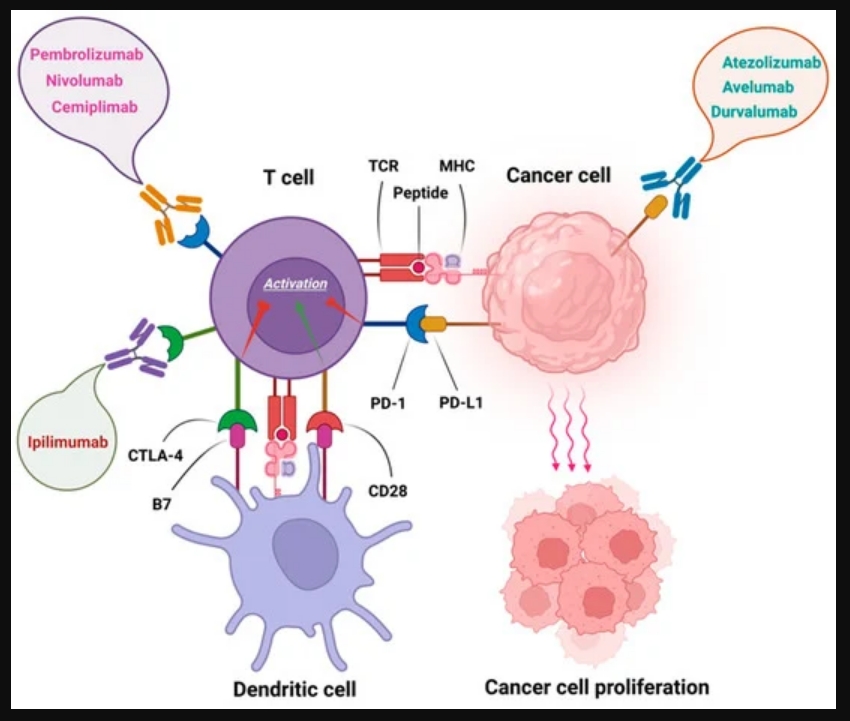 Pembrolizumab
Nivolumab
Cemiplimab
Atezolizumab
Avelumab
Durvalumab
T cell
TCR
MHC
Peptide
Cancer cell
Activation
PD-1
PD-L1
Ipilimumab
CTLA-4
B7
CD28
Dendritic cell
Cancer cell proliferation